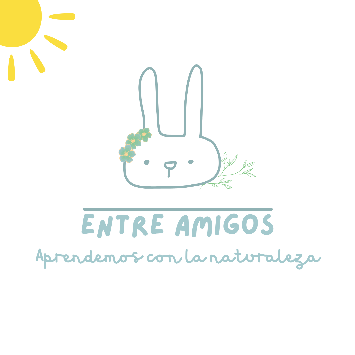 ENTRE AMIGOS
Aprendemos con la naturaleza